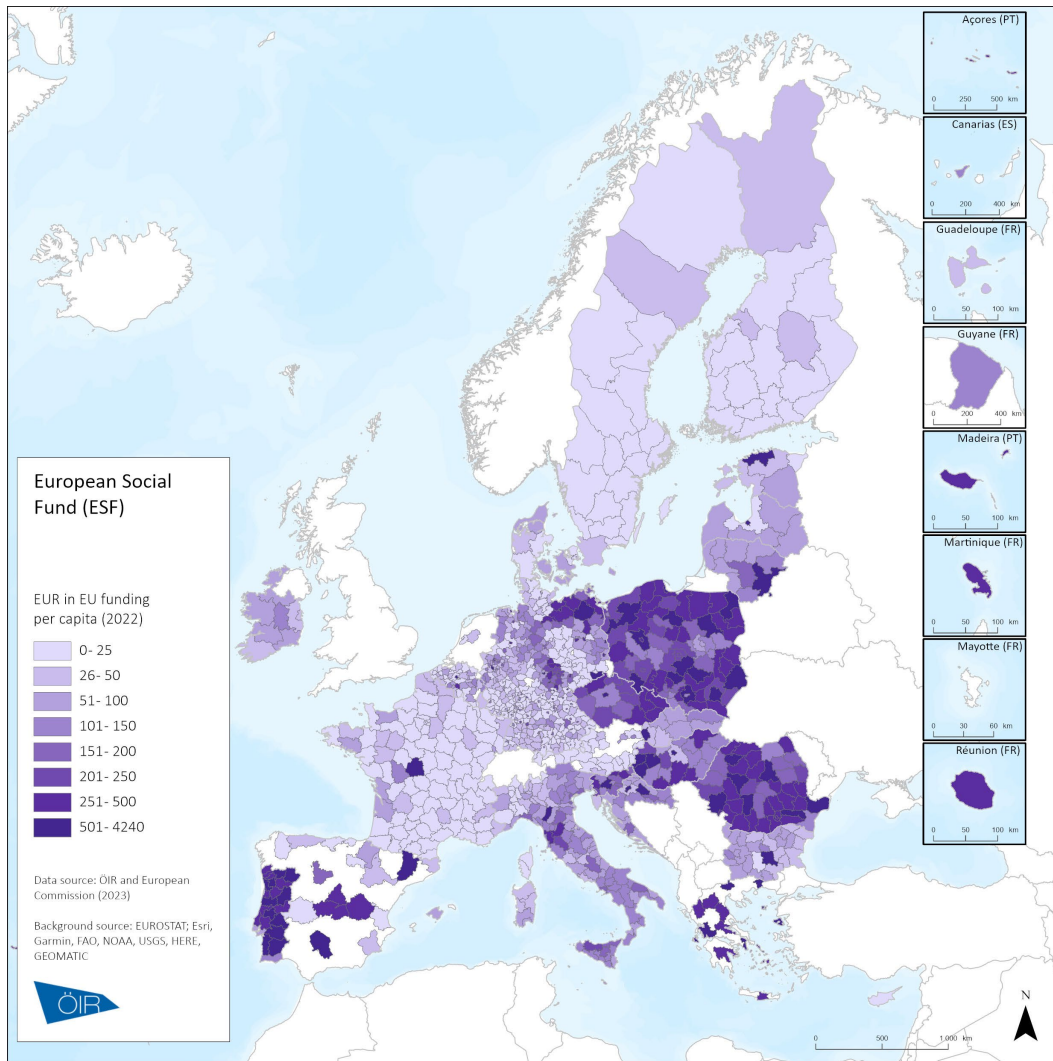 European Social
Fund (ESF)
EUR in EU funding
per capita (2022)
0- 25
26- 50
51- 100
101- 150
151- 200
201- 250
251- 500
501- 4240
Data source: ÖIR and European
Commission (2023)
Background source: EUROSTAT; Esri,
Garmin, FAO, NOAA, USGS, HERE,
GEOMATIC
ÖIR
Açores (PT)
0 250 500 km
Canarias (ES)
0 200 400 km
Guadeloupe (FR)
0 50 100 km
Guyane (FR)
0 200 400 km
Madeira (PT)
0 50 100 km
Martinique (FR)
0 50 100 km
Mayotte (FR)
0 30 60 km
Réunion (FR)
0 50 100 km
N
0 500 1 000 km